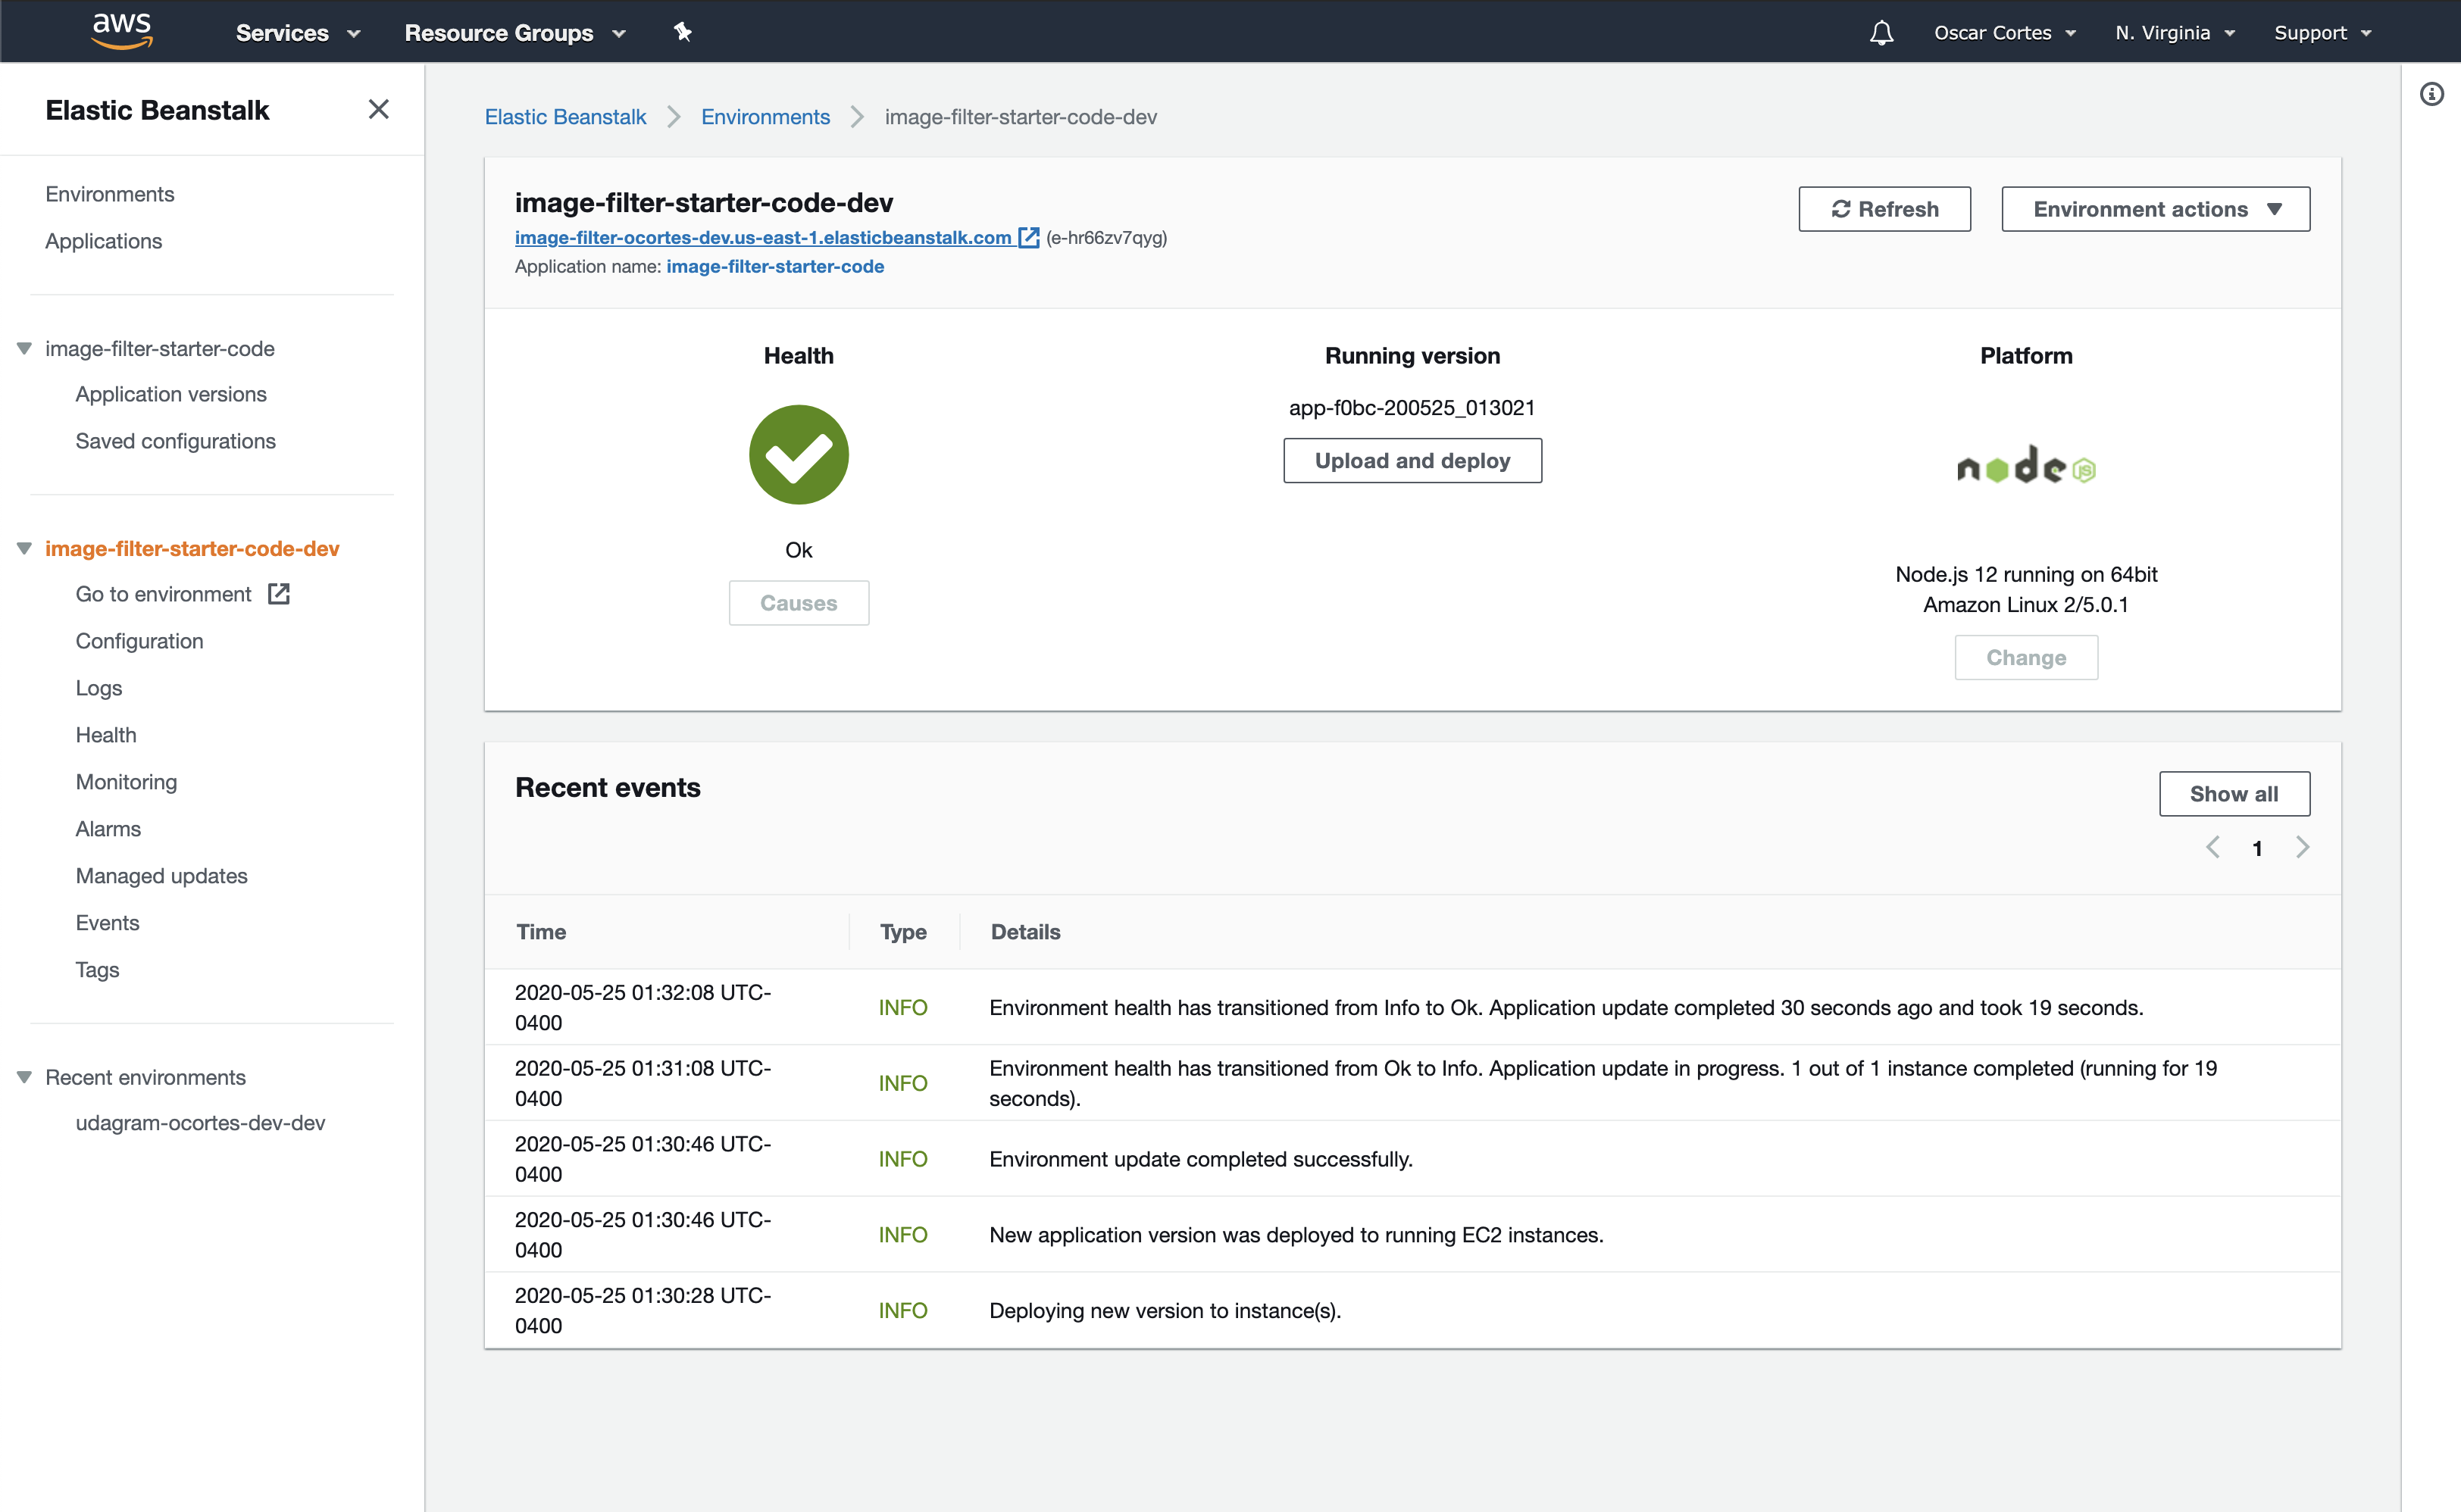 aws
Services
Resource Groups
Oscar Cortes
N. Virginia
Support
Elastic Beanstalk
Environments
Applications
image-filter-starter-code
Application versions
Saved configurations
image-filter-starter-code-dev
Go to environment
Configuration
Logs
Health
Monitoring
Alarms
Managed updates
Events
Tags
Recent environments
udagram-ocortes-dev-dev
Elastic Beanstalk
Environments
image-filter-starter-code-dev
image-filter-starter-code-dev
image-filter-ocortes-dev.us-east-1.elasticbeanstalk.com (e-hr66zv7qyg)
Application name: image-filter-starter-code
Refresh
Environment actions
Health
Ok
Causes
Running version
app-f0bc-200525_013021
Upload and deploy
Platform
node JS
Node.js 12 running on 64bit
Amazon Linux 2/5.0.1
Change
Recent events
Show all
1
Time
Type
Details
2020-05-25 01:32:08 UTC-
0400
INFO
Environment health has transitioned from Info to Ok. Application update completed 30 seconds ago and took 19 seconds.
2020-05-25 01:31:08 UTC-
0400
INFO
Environment health has transitioned from Ok to Info. Application update in progress. 1 out of 1 instance completed (running for 19
seconds).
2020-05-25 01:30:46 UTC-
0400
INFO
Environment update completed successfully.
2020-05-25 01:30:46 UTC-
0400
INFO
New application version was deployed to running EC2 instances.
2020-05-25 01:30:28 UTC-
0400
INFO
Deploying new version to instance(s).